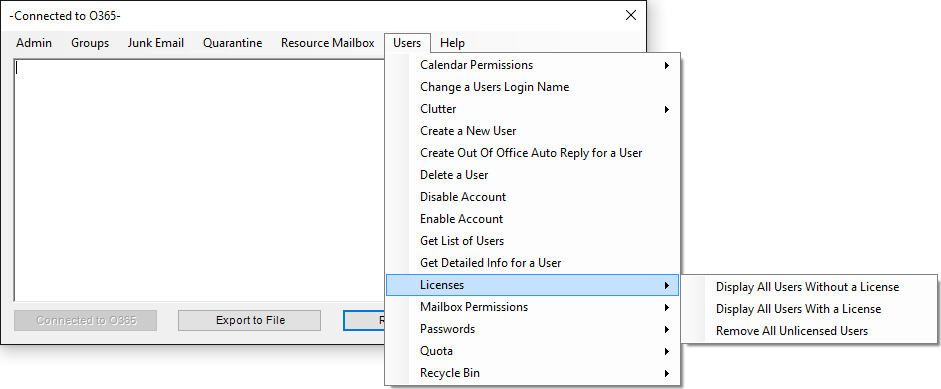 -Connected to O365-
Admin Groups Junk Email Quarantine Resource Mailbox Users Help
Calendar Permissions
Change a Users Login Name
Clutter
Create a New User
Create Out Of Office Auto Reply for a User
Delete a User
Disable Account
Enable Account
Get List of Users
Get Detailed Info for a User
Licenses
Display All Users Without a License
Display All Users With a License
Remove All Unlicensed Users
Mailbox Permissions
Passwords
Quota
Recycle Bin
Connected to O365 Export to File